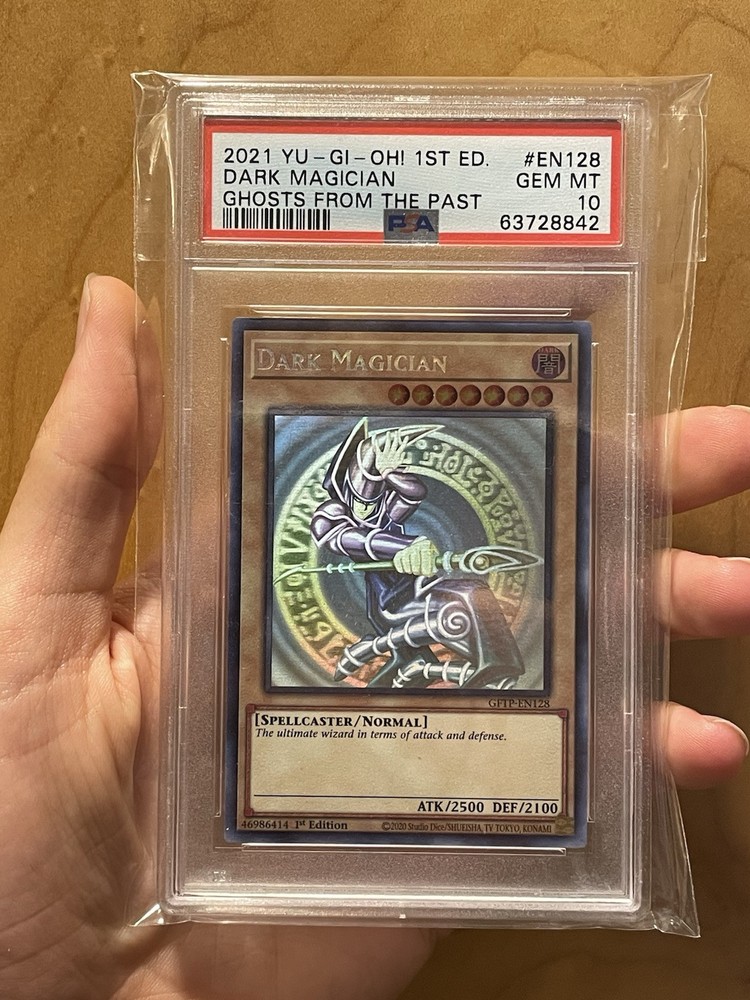 2021 YU-GI-OH! 1ST ED. #EN128
DARK MAGICIAN GEM MT
GHOSTS FROM THE PAST 10
PSA 63728842
DARK MAGICIAN
DARK
闇
GFTP-EN128
[SPELLCASTER/NORMAL]
The ultimate wizard in terms of attack and defense.
ATK/2500 DEF/2100
46986414 1st Edition ©2020 Studio Dice/SHUEISHA, TV TOKYO, KONAMI